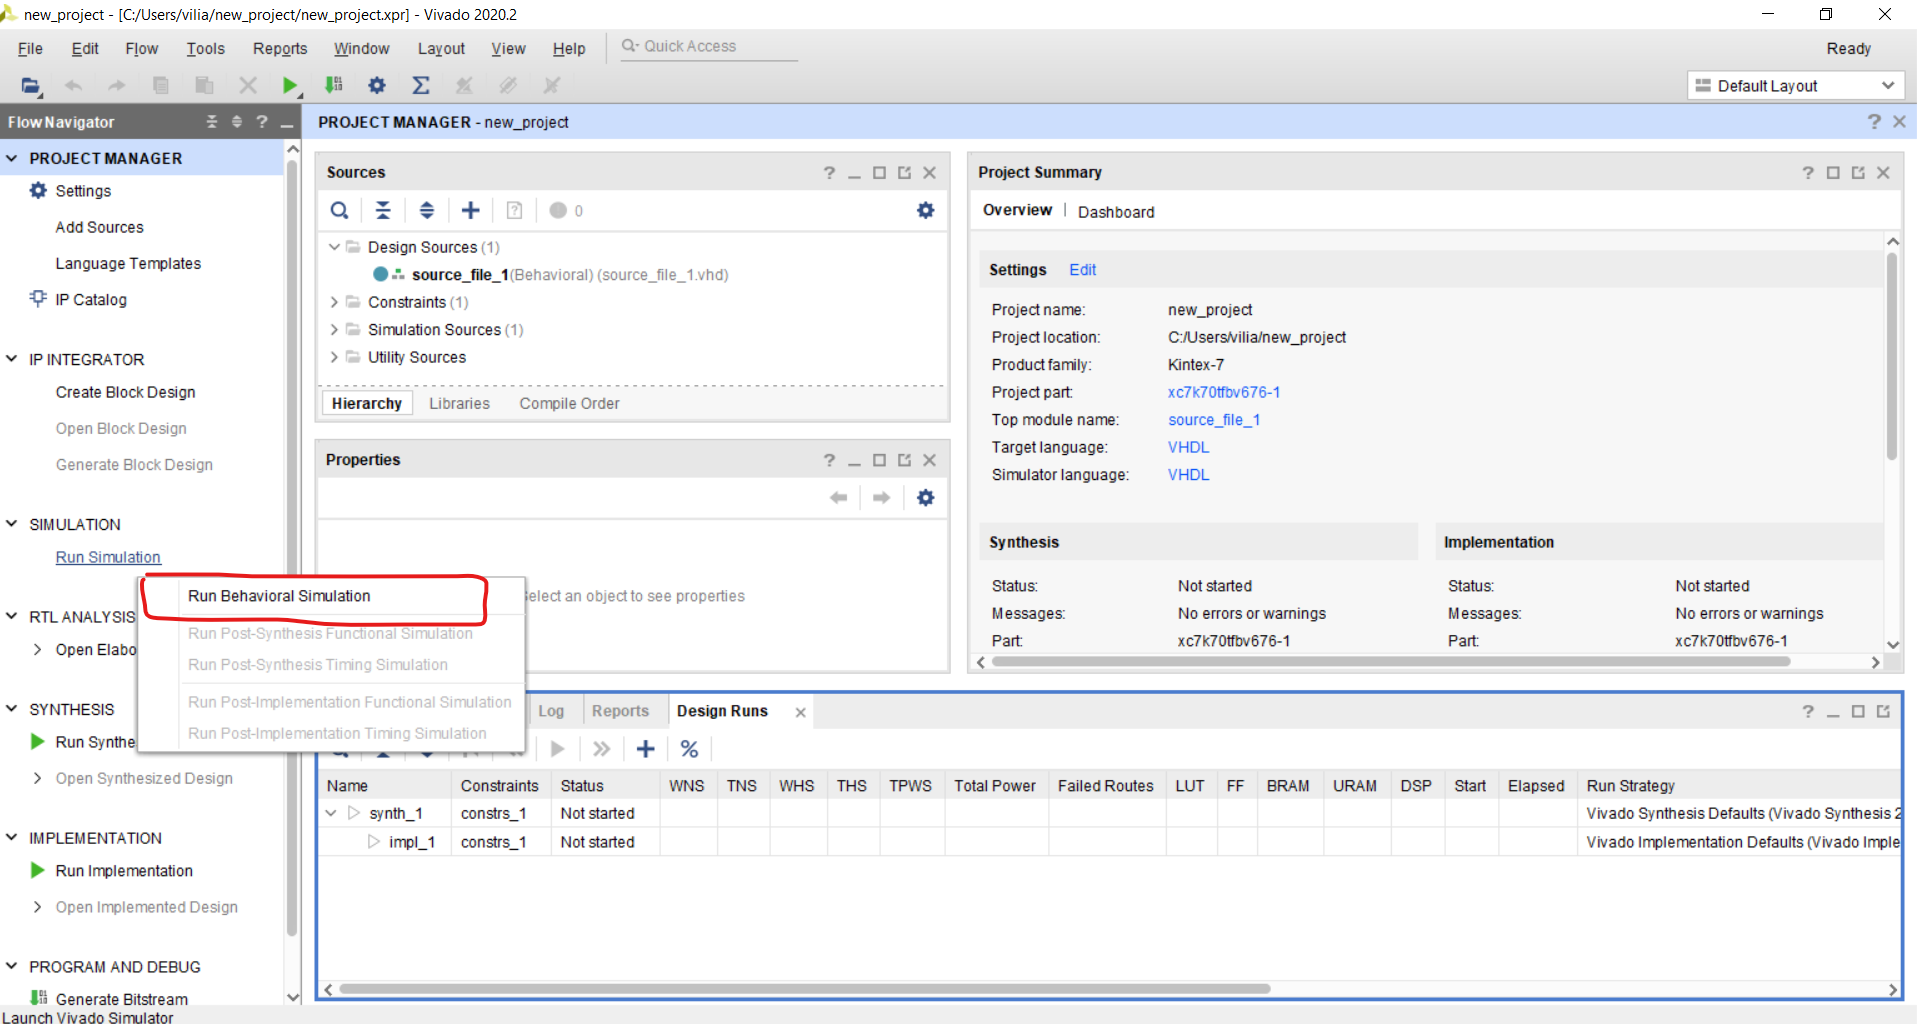 new_project - [C:/Users/vilia/new_project/new_project.xpr] - Vivado 2020.2
File Edit Flow Tools Reports Window Layout View Help Quick Access Ready
Default Layout
Flow Navigator
PROJECT MANAGER
Settings
Add Sources
Language Templates
IP Catalog
IP INTEGRATOR
Create Block Design
Open Block Design
Generate Block Design
SIMULATION
Run Simulation
RTL ANALYSIS
Open Elabo
SYNTHESIS
Run Synthe
Open Synthesized Design
IMPLEMENTATION
Run Implementation
Open Implemented Design
PROGRAM AND DEBUG
Generate Bitstream
Launch Vivado Simulator
Run Behavioral Simulation
Run Post-Synthesis Functional Simulation
Run Post-Synthesis Timing Simulation
Run Post-Implementation Functional Simulation
Run Post-Implementation Timing Simulation
PROJECT MANAGER - new_project
Sources
0
Design Sources (1)
source_file_1(Behavioral) (source_file_1.vhd)
Constraints (1)
Simulation Sources (1)
Utility Sources
Hierarchy Libraries Compile Order
Properties
elect an object to see properties
Project Summary
Overview | Dashboard
Settings Edit
Project name: new_project
Project location: C:/Users/vilia/new_project
Product family: Kintex-7
Project part: xc7k70tfbv676-1
Top module name: source_file_1
Target language: VHDL
Simulator language: VHDL
Synthesis
Status: Not started
Messages: No errors or warnings
Part: xc7k70tfbv676-1
Implementation
Status: Not started
Messages: No errors or warnings
Part: xc7k70tfbv676-1
Log Reports Design Runs
Name Constraints Status WNS TNS WHS THS TPWS Total Power Failed Routes LUT FF BRAM URAM DSP Start Elapsed Run Strategy
synth_1 constrs_1 Not started Vivado Synthesis Defaults (Vivado Synthesis 2
impl_1 constrs_1 Not started Vivado Implementation Defaults (Vivado Imple